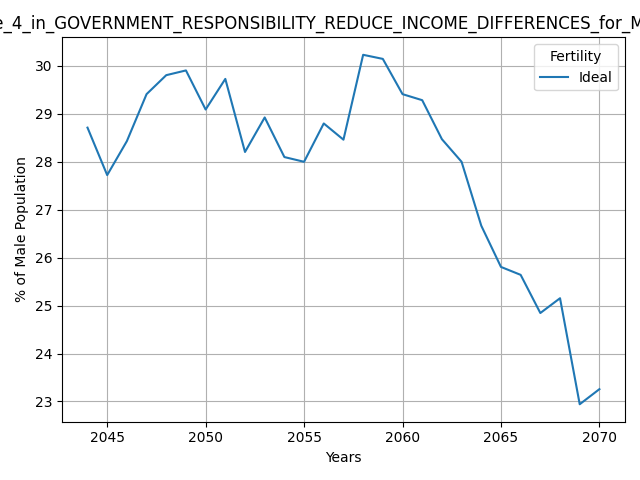 e_4_in_GOVERNMENT_RESPONSIBILITY_REDUCE_INCOME_DIFFERENCES_for_M
Fertility
Ideal
30
29
28
27
26
25
24
23
% of Male Population
2045 2050 2055 2060 2065 2070
Years